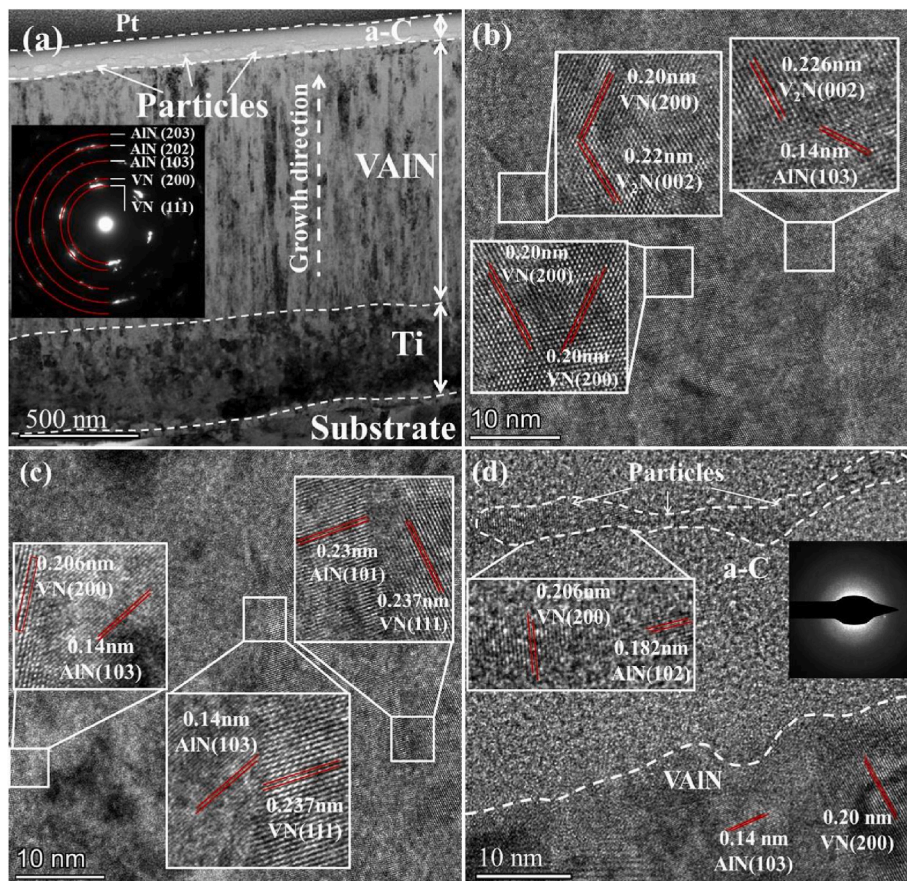 (a)
Pt
a-C
Particles
AlN (203)
AlN (202)
AlN (103)
VN (200)
VN (111)
Growth direction
VAlN
Ti
500 nm
Substrate
(b)
0.20nm
VN(200)
0.22nm
V₂N(002)
0.226nm
V₂N(002)
0.14nm
AlN(103)
0.20nm
VN(200)
0.20nm
VN(200)
10 nm
(c)
0.206nm
VN(200)
0.14nm
AlN(103)
0.23nm
AlN(101)
0.237nm
VN(111)
0.14nm
AlN(103)
0.237nm
VN(111)
10 nm
(d)
Particles
a-C
0.206nm
VN(200)
0.182nm
AlN(102)
VAlN
0.14 nm
AlN(103)
0.20 nm
VN(200)
10 nm